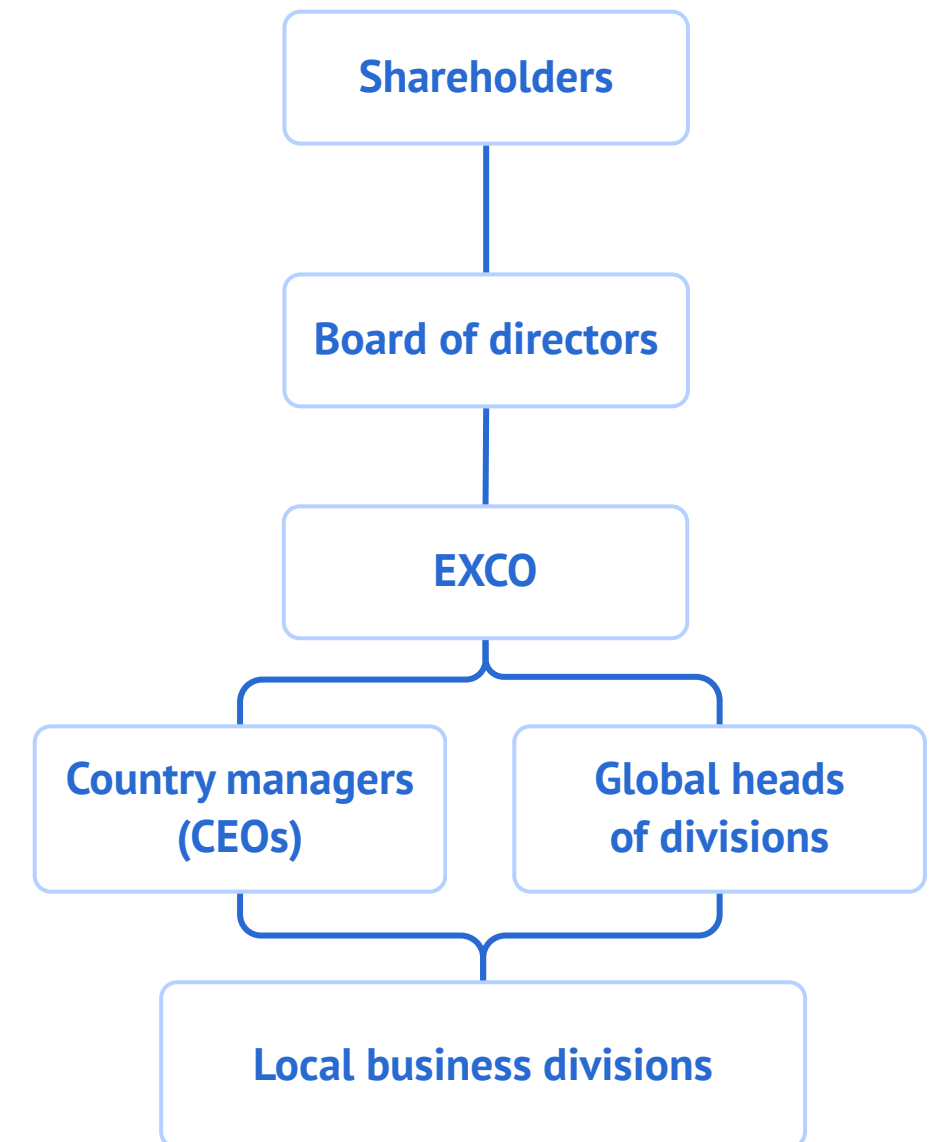 Shareholders
Board of directors
EXCO
Country managers
(CEOs)
Global heads
of divisions
Local business divisions